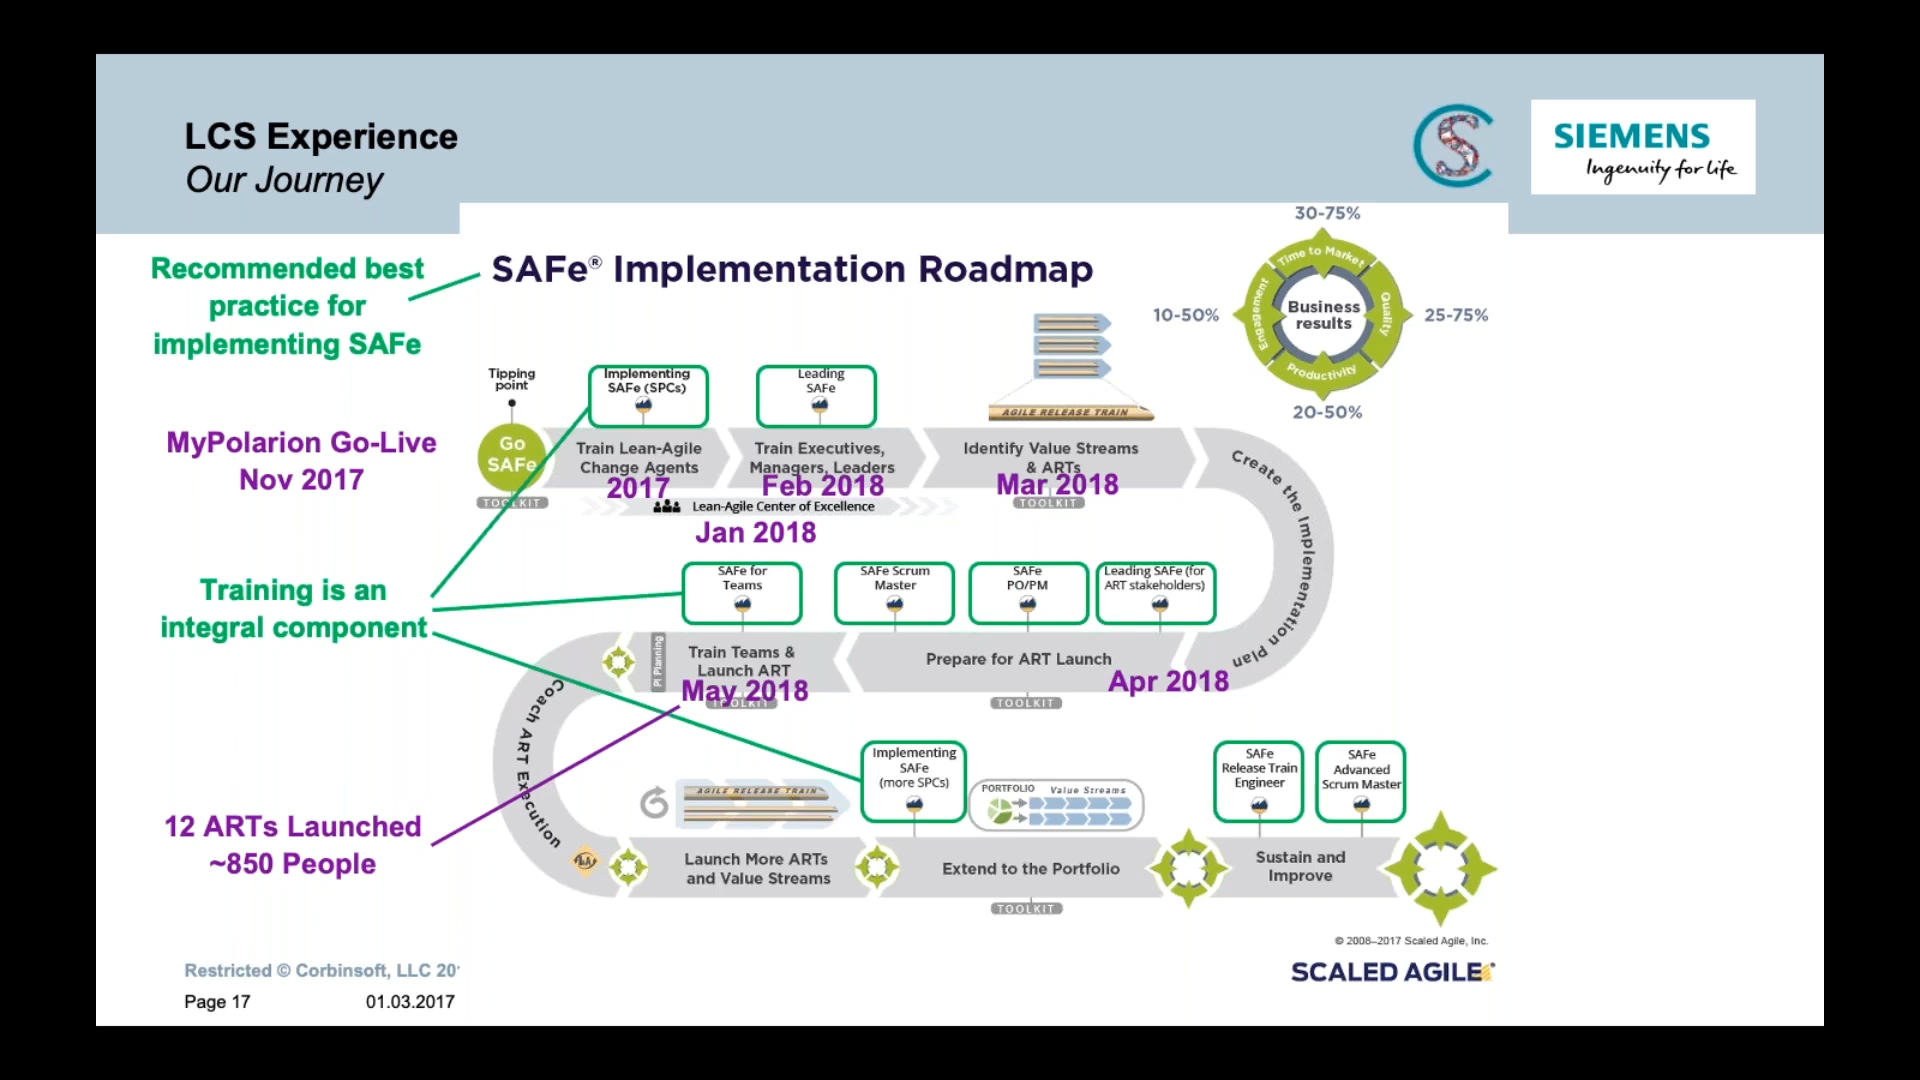 LCS Experience
Our Journey
SIEMENS
Ingenuity for life
Recommended best
practice for
implementing SAFe
SAFe® Implementation Roadmap
30-75%
10-50%
25-75%
20-50%
Time to Market
Quality
Productivity
Engagement
Business
results
Tipping
point
Implementing
SAFe (SPCs)
Leading
SAFe
AGILE RELEASE TRAIN
MyPolarion Go-Live
Nov 2017
Go
SAFe
TOOLKIT
Train Lean-Agile
Change Agents
2017
Train Executives,
Managers, Leaders
Feb 2018
Identify Value Streams
& ARTs
Mar 2018
TOOLKIT
Lean-Agile Center of Excellence
Jan 2018
Create the Implementation Plan
Training is an
integral component
SAFe for
Teams
SAFe Scrum
Master
SAFe
PO/PM
Leading SAFe (for
ART stakeholders)
PI Planning
Train Teams &
Launch ART
May 2018
TOOLKIT
Prepare for ART Launch
Apr 2018
TOOLKIT
Coach ART Execution
12 ARTs Launched
~850 People
AGILE RELEASE TRAIN
Implementing
SAFe
(more SPCs)
PORTFOLIO
Value Streams
SAFe
Release Train
Engineer
SAFe
Advanced
Scrum Master
I&A
Launch More ARTs
and Value Streams
Extend to the Portfolio
TOOLKIT
Sustain and
Improve
© 2008–2017 Scaled Agile, Inc.
SCALED AGILE
Restricted © Corbinsoft, LLC 20
Page 17
01.03.2017